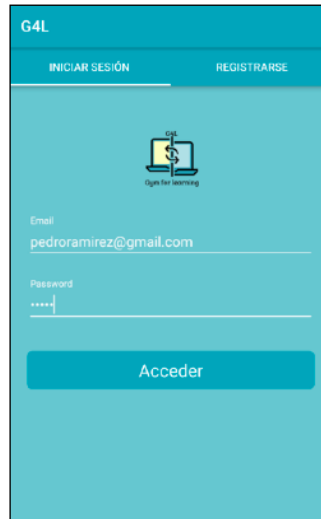 G4L
INICIAR SESIÓN
REGISTRARSE
G4L
Gym for learning
Email
pedroramirez@gmail.com
Password
•••••
Acceder